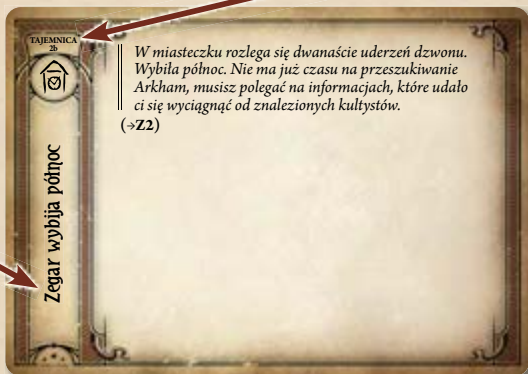 TAJEMNICA
2b
W miasteczku rozlega się dwanaście uderzeń dzwonu.
Wybiła północ. Nie ma już czasu na przeszukiwanie
Arkham, musisz polegać na informacjach, które udało
ci się wyciągnąć od znalezionych kultystów.
(→Z2)
Zegar wybija północ